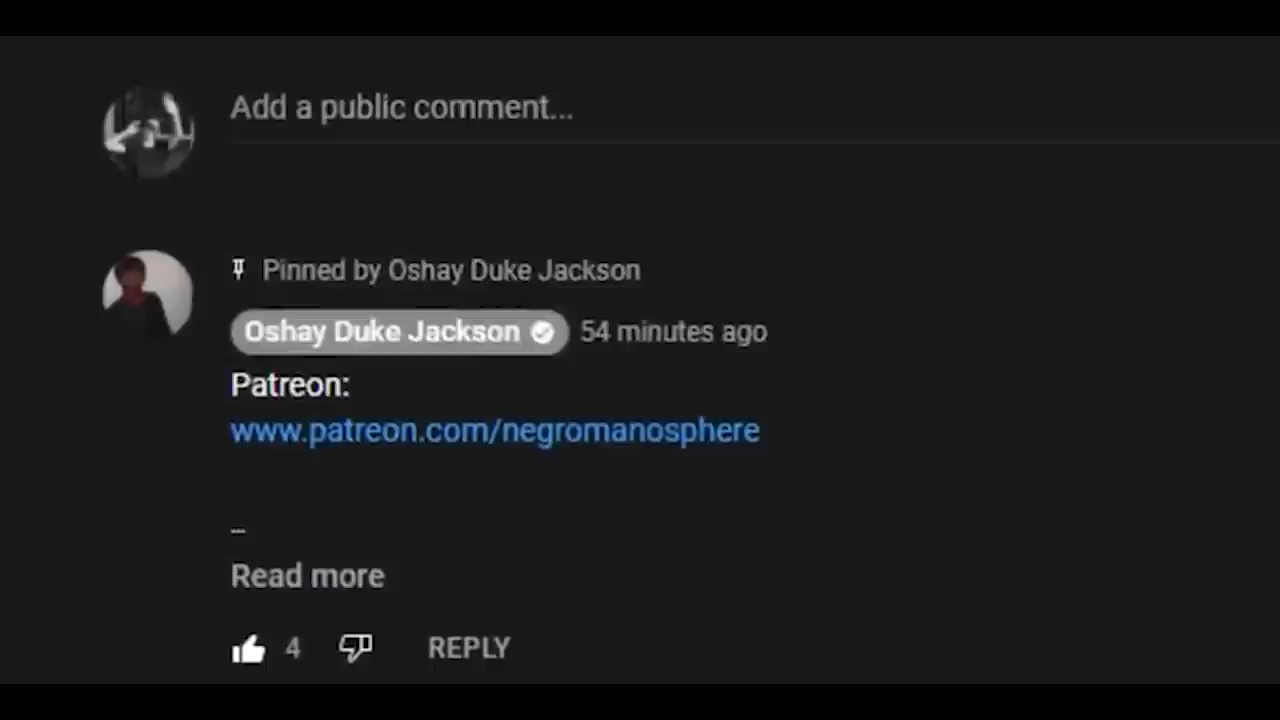 Add a public comment...
Pinned by Oshay Duke Jackson
Oshay Duke Jackson 54 minutes ago
Patreon:
www.patreon.com/negromanosphere
_
Read more
4 REPLY